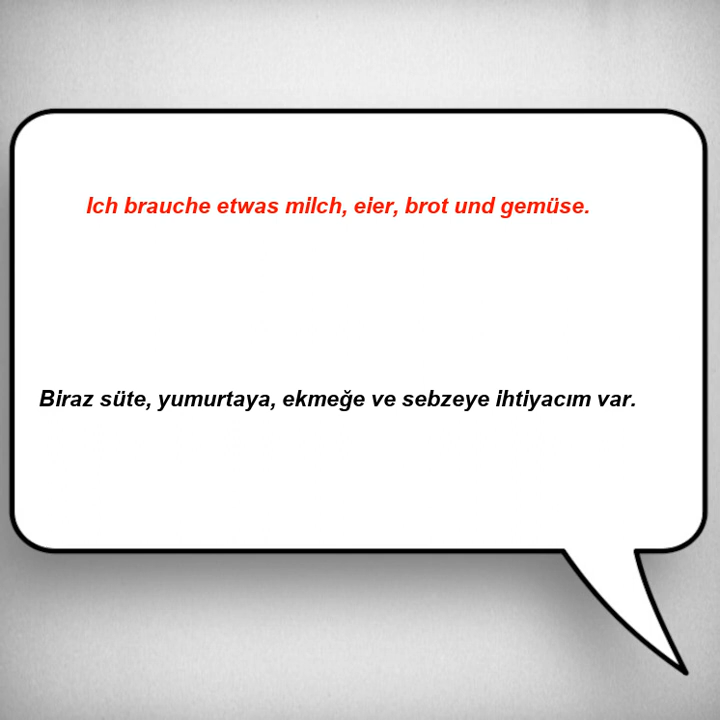 Ich brauche etwas milch, eier, brot und gemüse.
Biraz süte, yumurtaya, ekmeğe ve sebzeye ihtiyacım var.